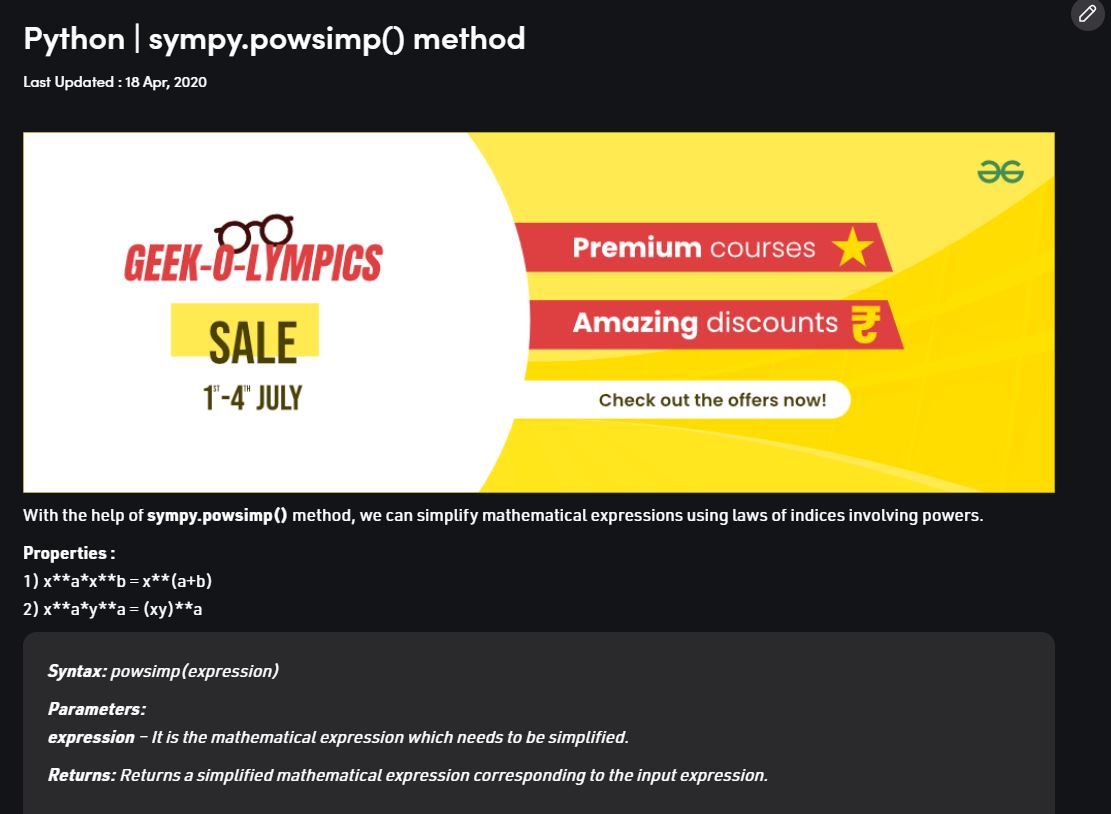 Python | sympy.powsimp() method
Last Updated : 18 Apr, 2020
GEEK-O-LYMPICS
SALE
1ST-4TH JULY
Premium courses
Amazing discounts ₹
Check out the offers now!
With the help of sympy.powsimp() method, we can simplify mathematical expressions using laws of indices involving powers.
Properties :
1) x**a*x**b = x**(a+b)
2) x**a*y**a = (xy)**a
Syntax: powsimp(expression)
Parameters:
expression – It is the mathematical expression which needs to be simplified.
Returns: Returns a simplified mathematical expression corresponding to the input expression.